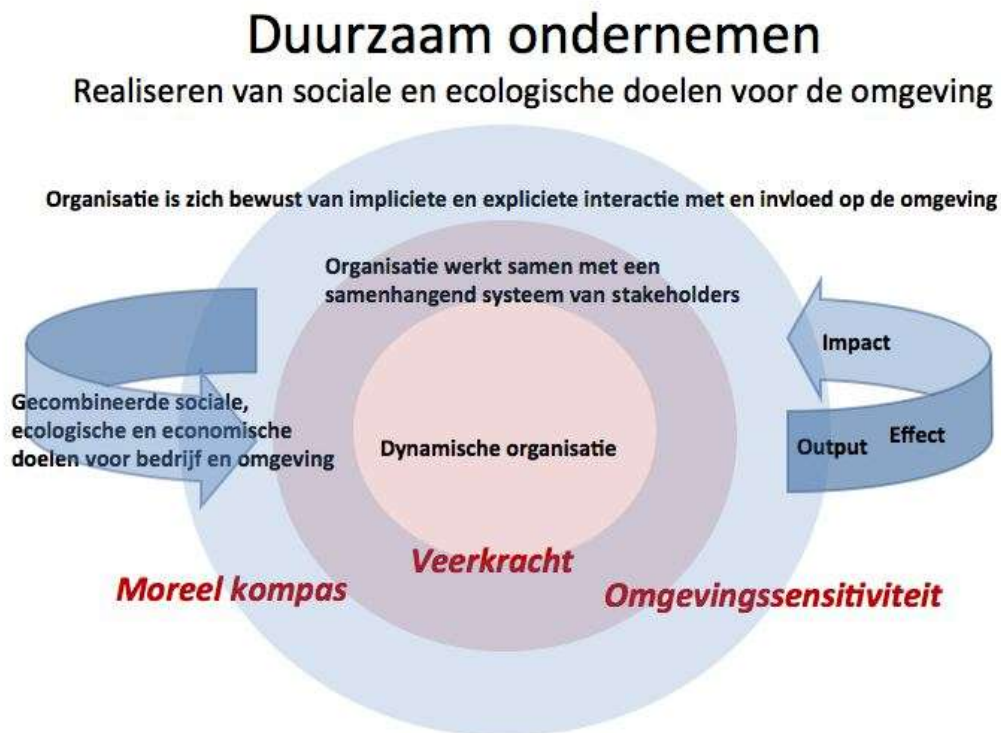 Duurzaam ondernemen
Realiseren van sociale en ecologische doelen voor de omgeving
Organisatie is zich bewust van impliciete en expliciete interactie met en invloed op de omgeving
Organisatie werkt samen met een
samenhangend systeem van stakeholders
Impact
Gecombineerde sociale,
ecologische en economische
doelen voor bedrijf en omgeving
Dynamische organisatie
Output
Effect
Veerkracht
Moreel kompas
Omgevingssensitiviteit